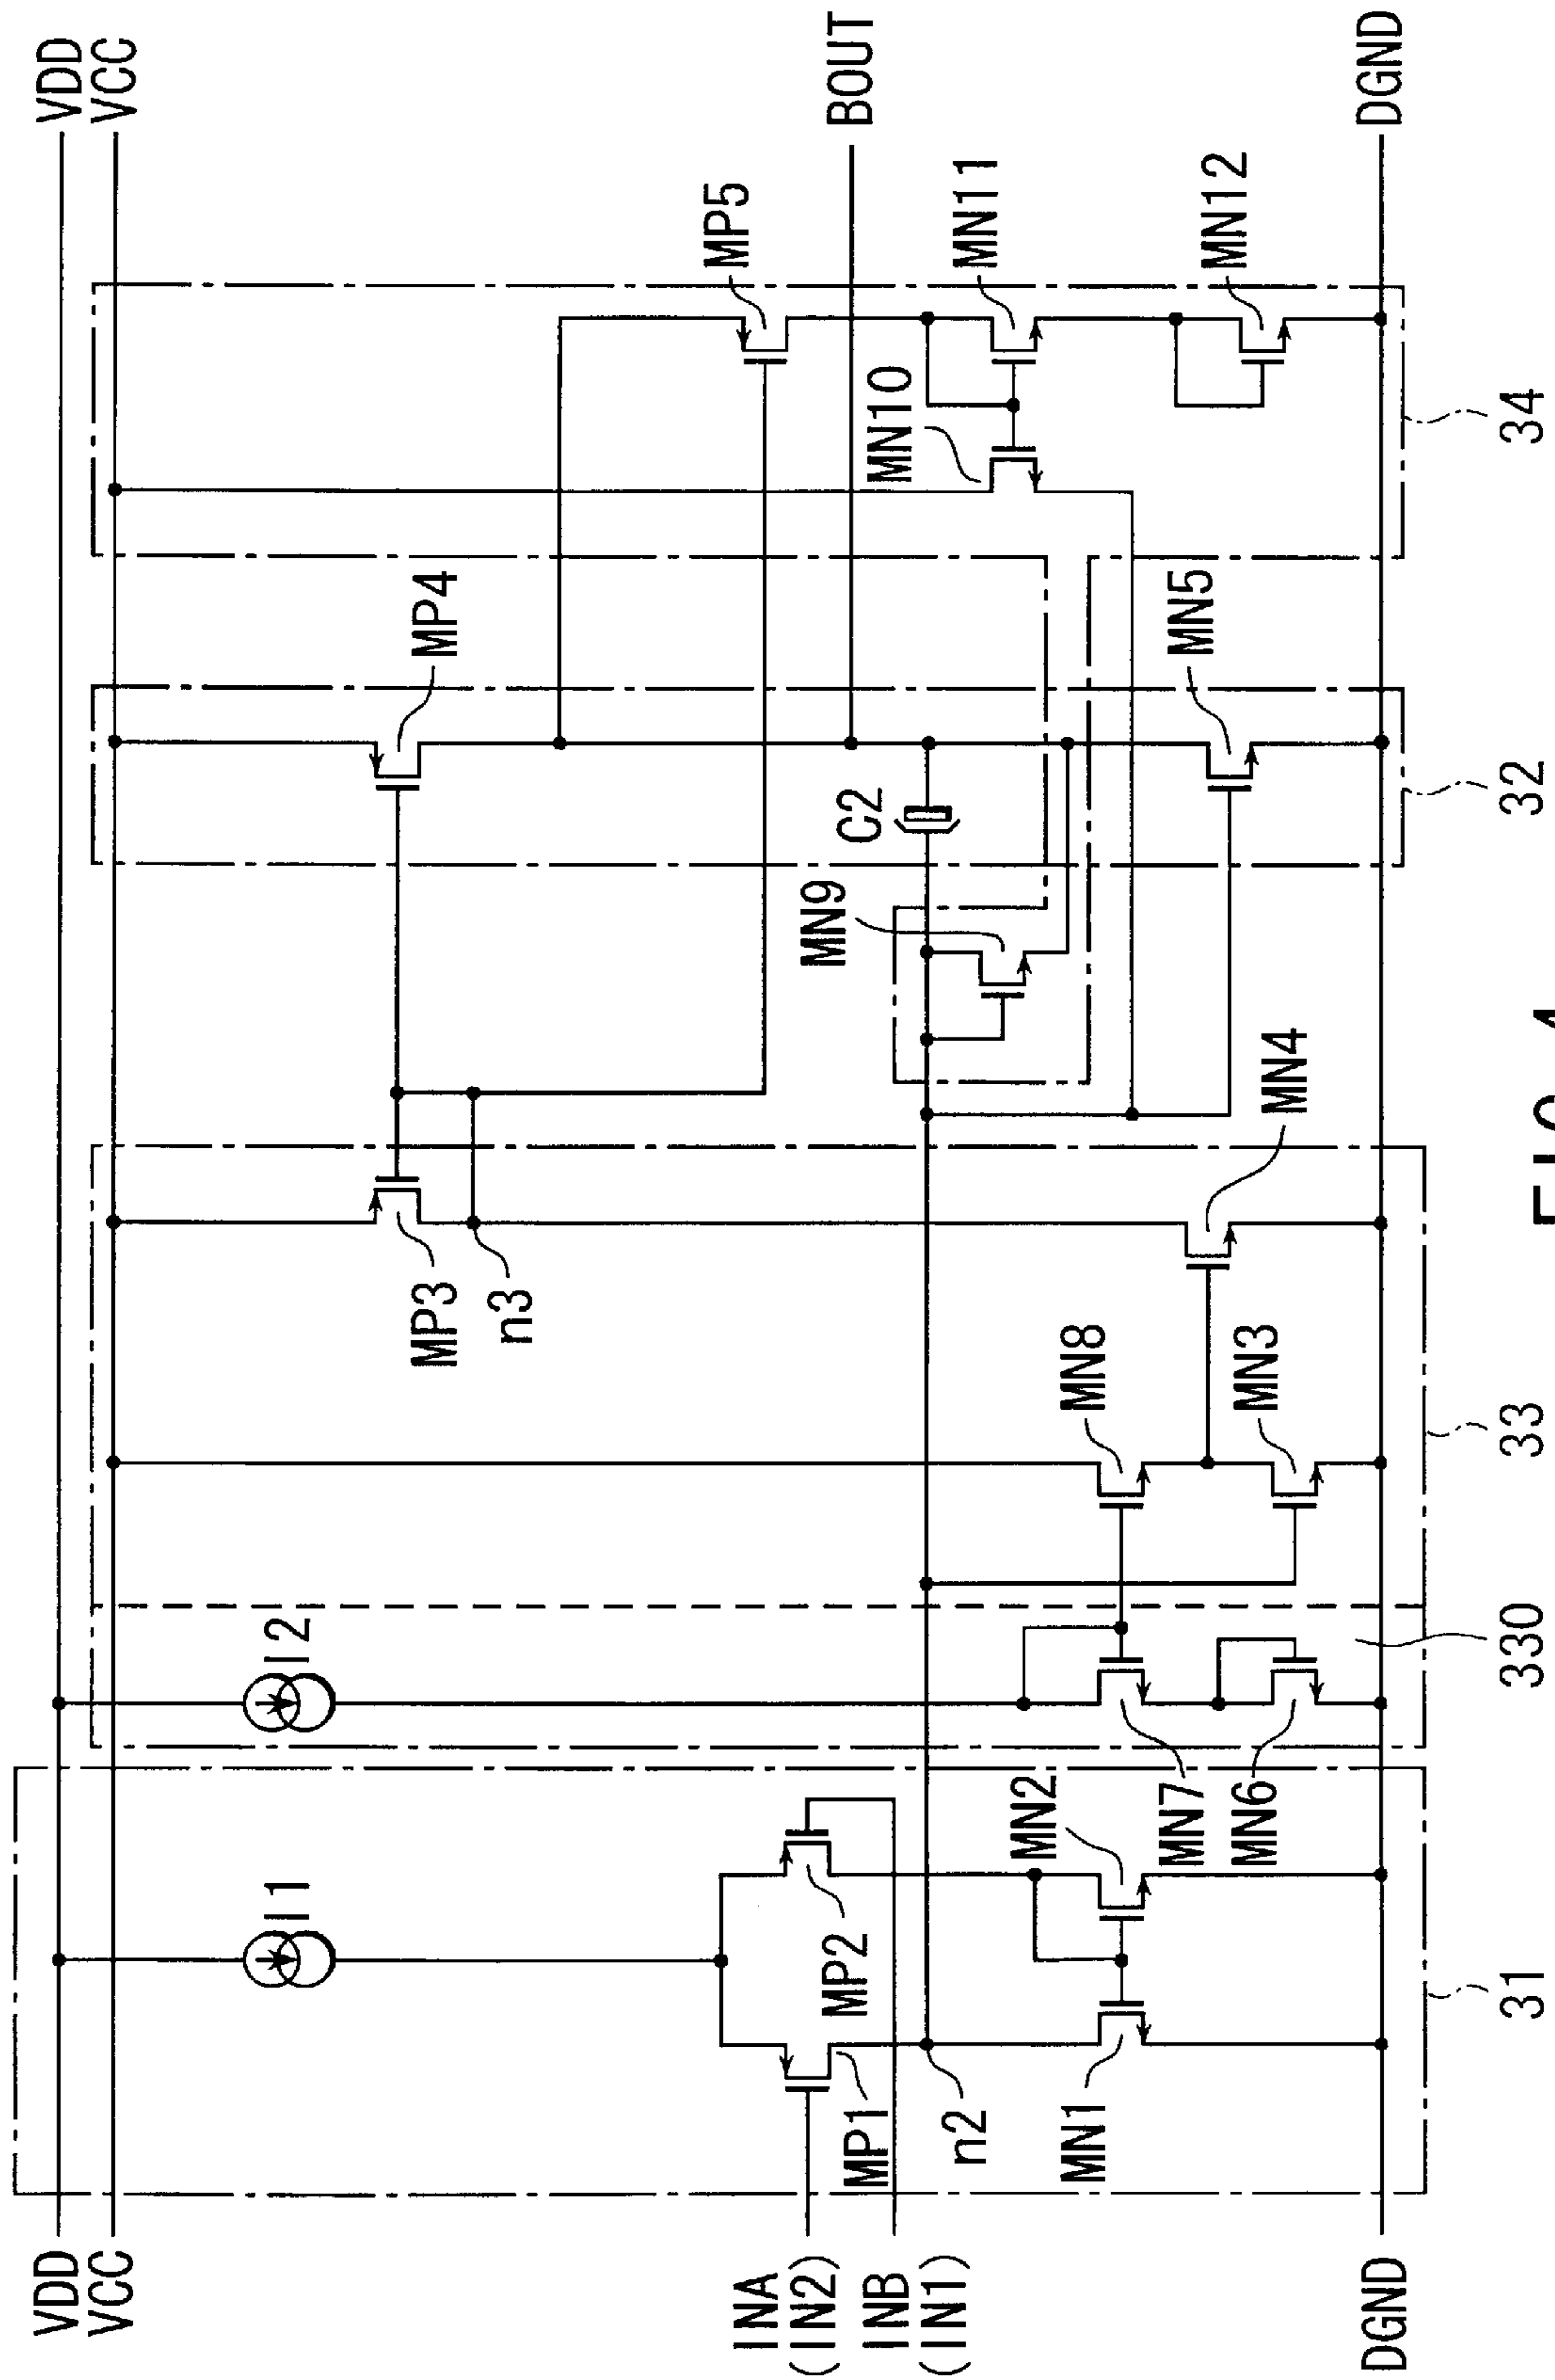 VDD
VCC
VDD
VCC
I1
I2
MP3
n3
MP4
MP5
BOUT
INA
(IN2)
INB
(IN1)
MP1
MP2
n2
MN1
MN2
MN7
MN6
MN8
MN3
MN4
MN9
C2
MN5
MN10
MN11
MN12
DGND
DGND
31
330
33
32
34